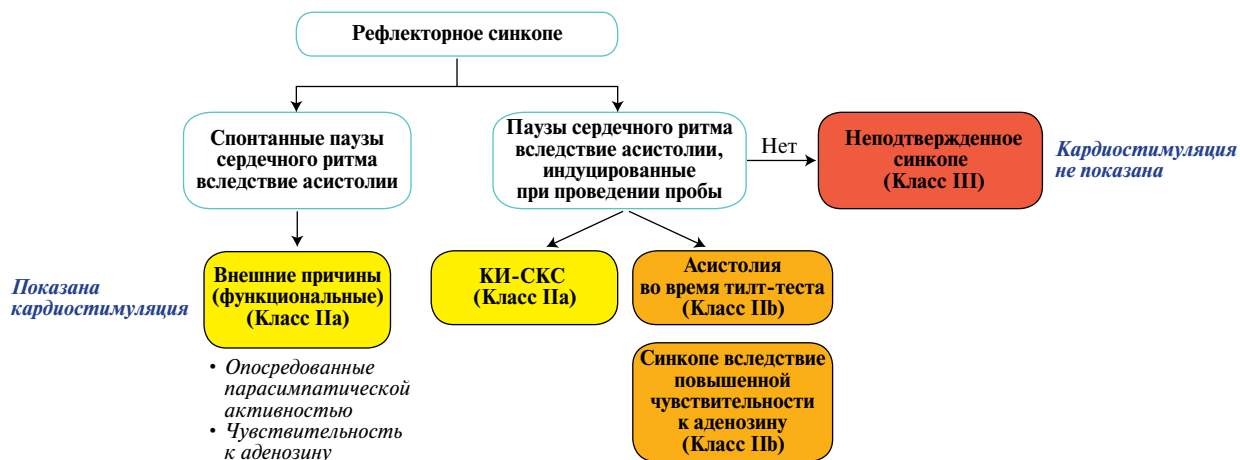 Рефлекторное синкопе
Спонтанные паузы
сердечного ритма
вследствие асистолии
Паузы сердечного ритма
вследствие асистолии,
индуцированные
при проведении пробы
Нет
Неподтвержденное
синкопе
(Класс III)
Кардиостимуляция
не показана
Показана
кардиостимуляция
Внешние причины
(функциональные)
(Класс IIa)
• Опосредованные
парасимпатической
активностью
• Чувствительность
к аденозину
КИ-СКС
(Класс IIa)
Асистолия
во время тилт-теста
(Класс IIb)
Синкопе вследствие
повышенной
чувствительности
к аденозину
(Класс IIb)